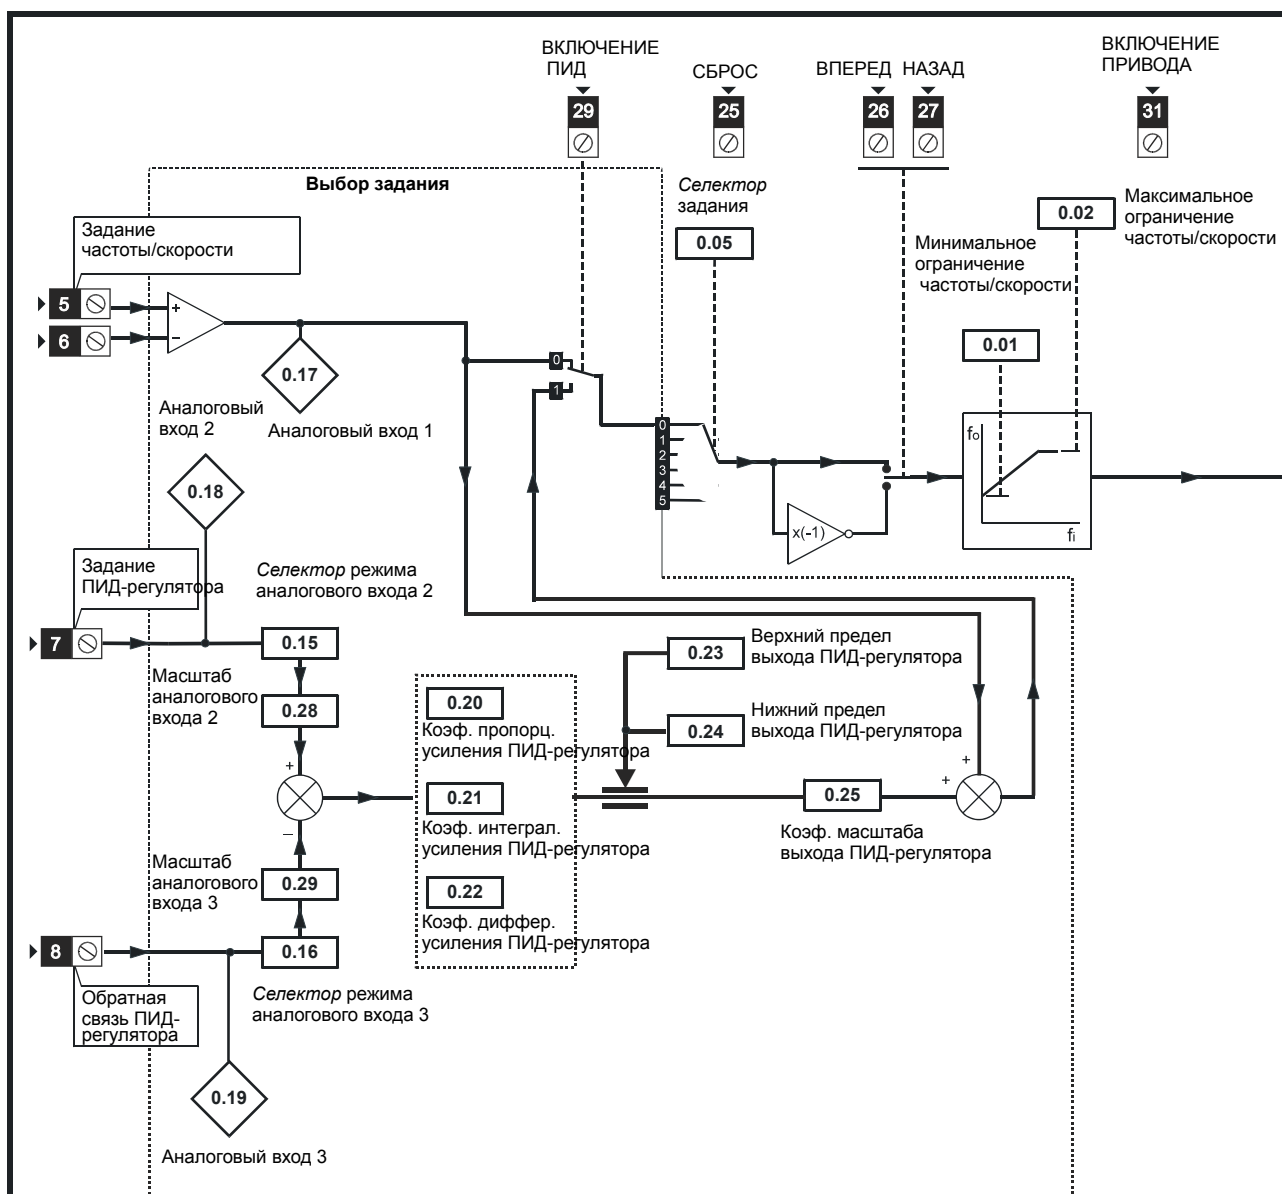 ВКЛЮЧЕНИЕ
ПИД
29
СБРОС
25
ВПЕРЕД
26
НАЗАД
27
ВКЛЮЧЕНИЕ
ПРИВОДА
31
Выбор задания
Селектор
задания
0.05
Минимальное
ограничение
частоты/скорости
0.01
0.02
Максимальное
ограничение
частоты/скорости
Задание
частоты/скорости
5
6
+
−
0.17
Аналоговый вход 1
Аналоговый
вход 2
0.18
0
1
0
1
2
3
4
5
x(-1)
fo
fi
Задание
ПИД-регулятора
7
Селектор режима
аналогового входа 2
0.15
Масштаб
аналогового
входа 2
0.28
+
−
Масштаб
аналогового
входа 3
0.29
0.16
8
Обратная
связь ПИД-
регулятора
Селектор режима
аналогового входа 3
0.19
Аналоговый вход 3
0.20
Коэф. пропорц.
усиления ПИД-регулятора
0.21
Коэф. интеграл.
усиления ПИД-регулятора
0.22
Коэф. диффер.
усиления ПИД-регулятора
0.23
Верхний предел
выхода ПИД-регулятора
0.24
Нижний предел
выхода ПИД-регулятора
0.25
Коэф. масштаба
выхода ПИД-регулятора
+
+